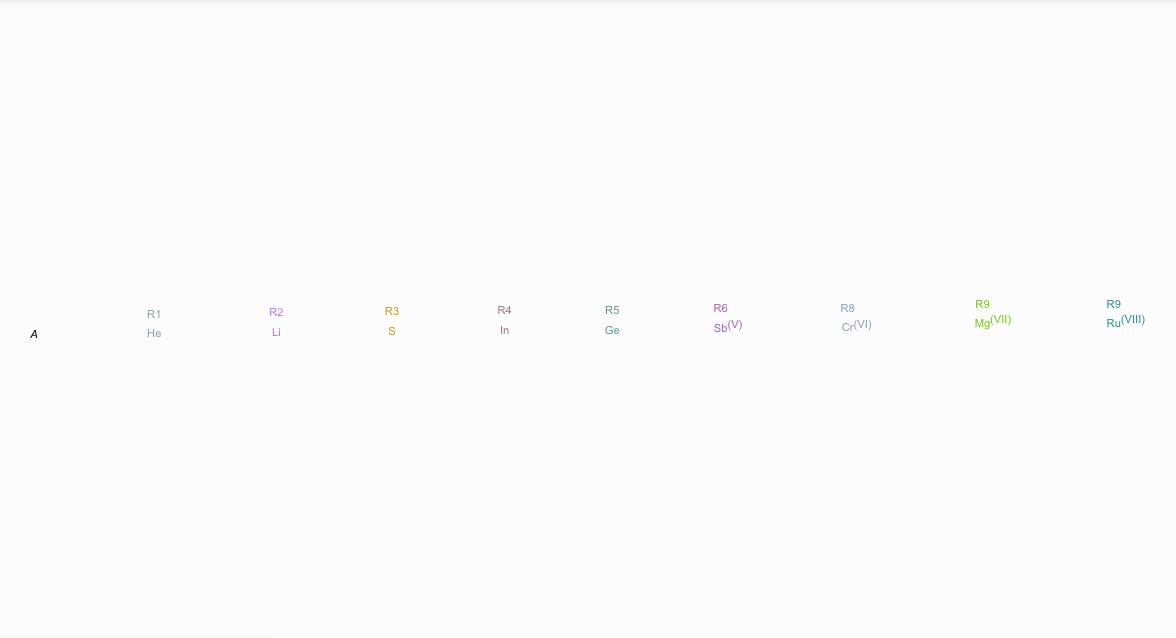 A
R1
He
R2
Li
R3
S
R4
In
R5
Ge
R6
Sb(V)
R8
Cr(VI)
R9
Mg(VII)
R9
Ru(VIII)